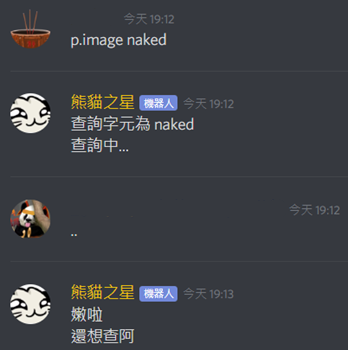 今天 19:12
p.image naked
熊貓之星 機器人 今天 19:12
查詢字元為 naked
查詢中...
今天 19:12
..
熊貓之星 機器人 今天 19:13
嫩啦
還想查阿